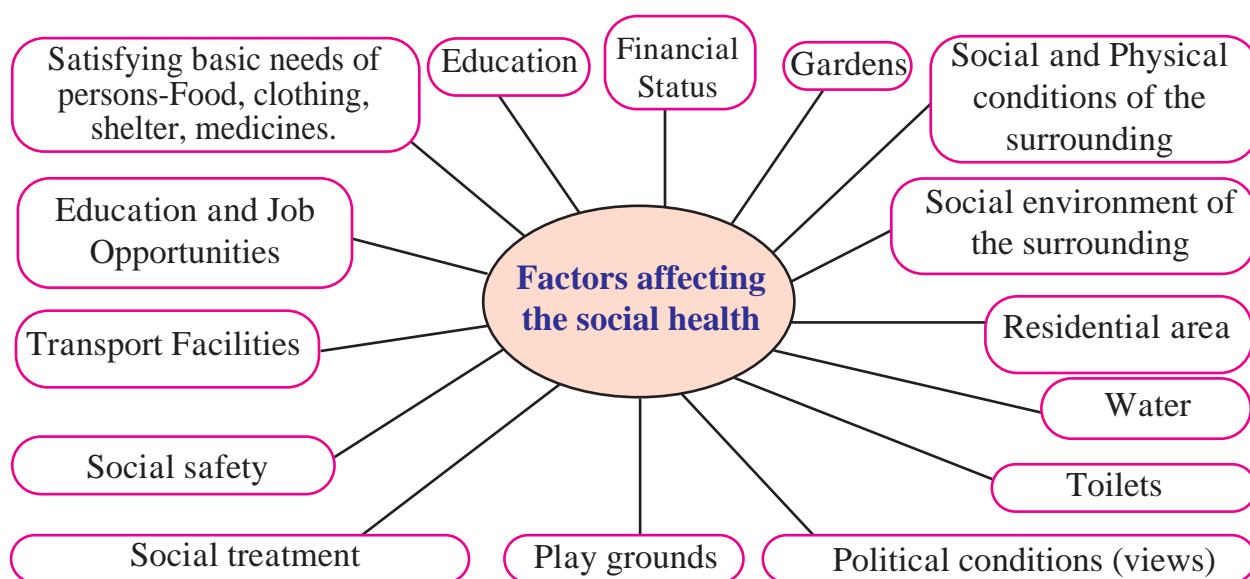 Satisfying basic needs of
persons-Food, clothing,
shelter, medicines.
Education
Financial
Status
Gardens
Social and Physical
conditions of the
surrounding
Education and Job
Opportunities
Social environment of
the surrounding
Factors affecting
the social health
Transport Facilities
Residential area
Water
Social safety
Toilets
Social treatment
Play grounds
Political conditions (views)